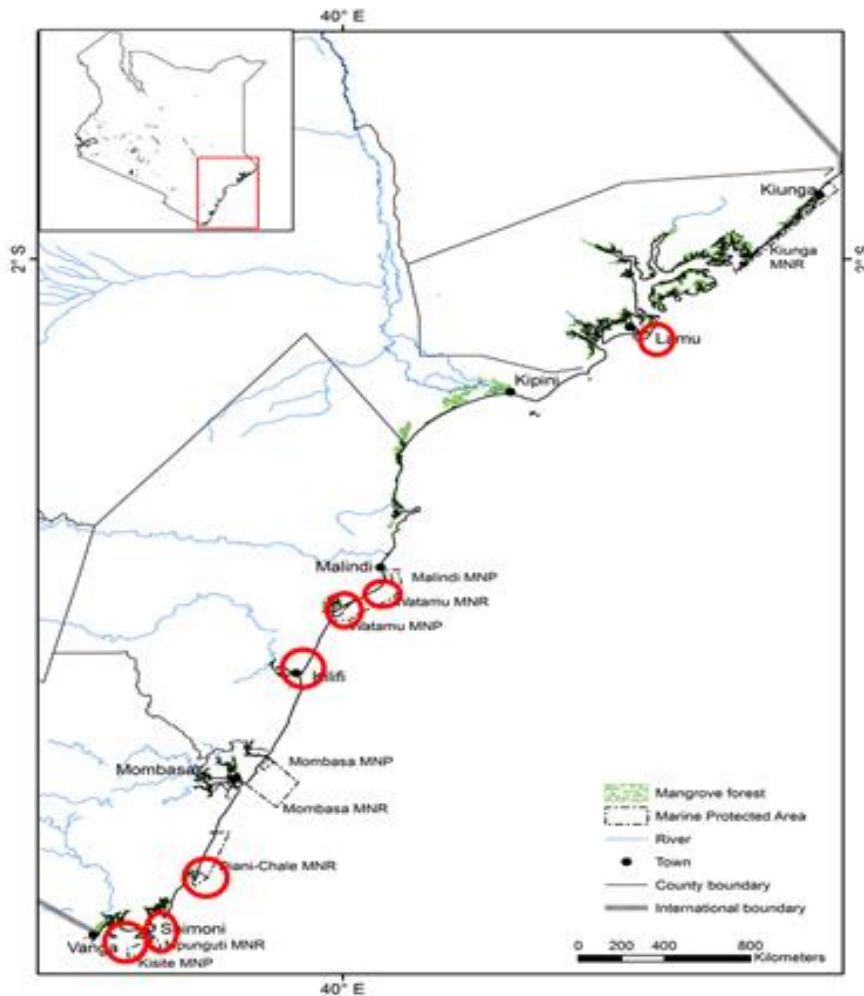 40° E
Kiunga
2° S
2° S
Kiunga
MNR
Lamu
Kipini
Malindi
Malindi MNP
Watamu MNR
Watamu MNP
Kilifi
Mombasa MNP
Mombasa
Mombasa MNR
Diani-Chale MNR
Shimoni
Vanga
Mpunguti MNR
Kisite MNP
Mangrove forest
Marine Protected Area
River
Town
County boundary
International boundary
0 200 400 800
Kilometers
40° E